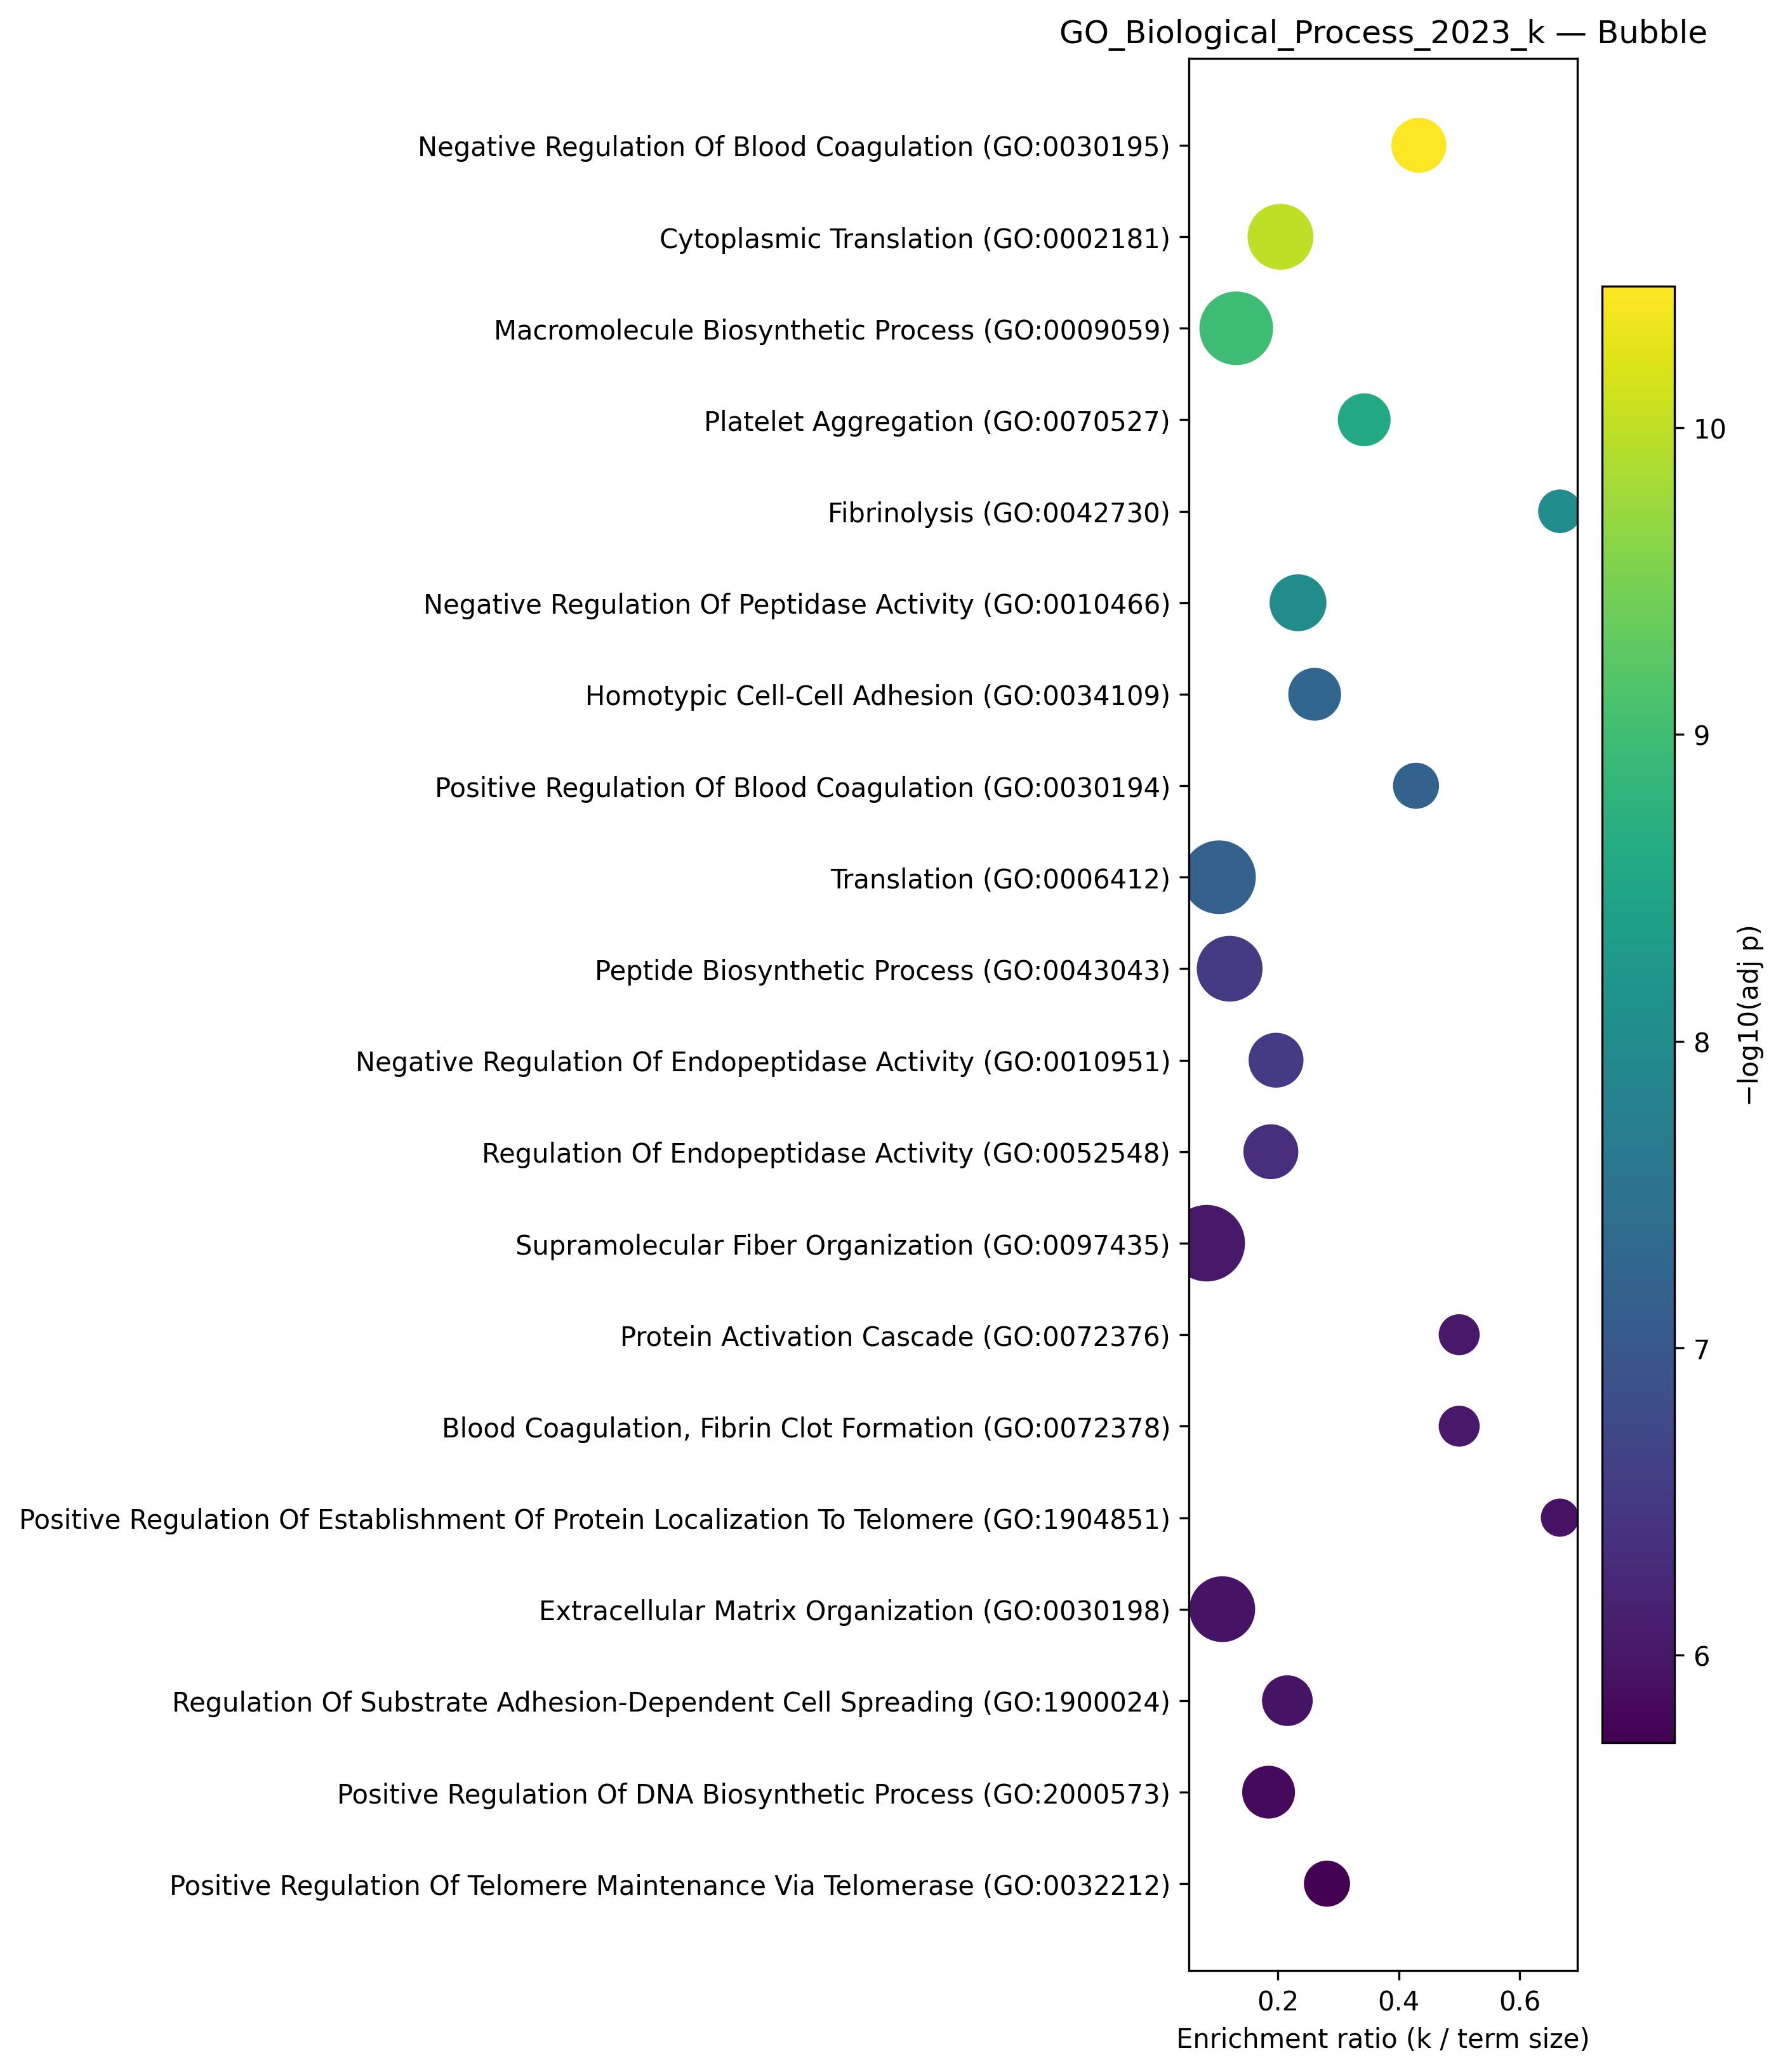 GO_Biological_Process_2023_k — Bubble
Negative Regulation Of Blood Coagulation (GO:0030195)
Cytoplasmic Translation (GO:0002181)
Macromolecule Biosynthetic Process (GO:0009059)
Platelet Aggregation (GO:0070527)
Fibrinolysis (GO:0042730)
Negative Regulation Of Peptidase Activity (GO:0010466)
Homotypic Cell-Cell Adhesion (GO:0034109)
Positive Regulation Of Blood Coagulation (GO:0030194)
Translation (GO:0006412)
Peptide Biosynthetic Process (GO:0043043)
Negative Regulation Of Endopeptidase Activity (GO:0010951)
Regulation Of Endopeptidase Activity (GO:0052548)
Supramolecular Fiber Organization (GO:0097435)
Protein Activation Cascade (GO:0072376)
Blood Coagulation, Fibrin Clot Formation (GO:0072378)
Positive Regulation Of Establishment Of Protein Localization To Telomere (GO:1904851)
Extracellular Matrix Organization (GO:0030198)
Regulation Of Substrate Adhesion-Dependent Cell Spreading (GO:1900024)
Positive Regulation Of DNA Biosynthetic Process (GO:2000573)
Positive Regulation Of Telomere Maintenance Via Telomerase (GO:0032212)
0.2 0.4 0.6
Enrichment ratio (k / term size)
10
9
8
7
6
−log10(adj p)